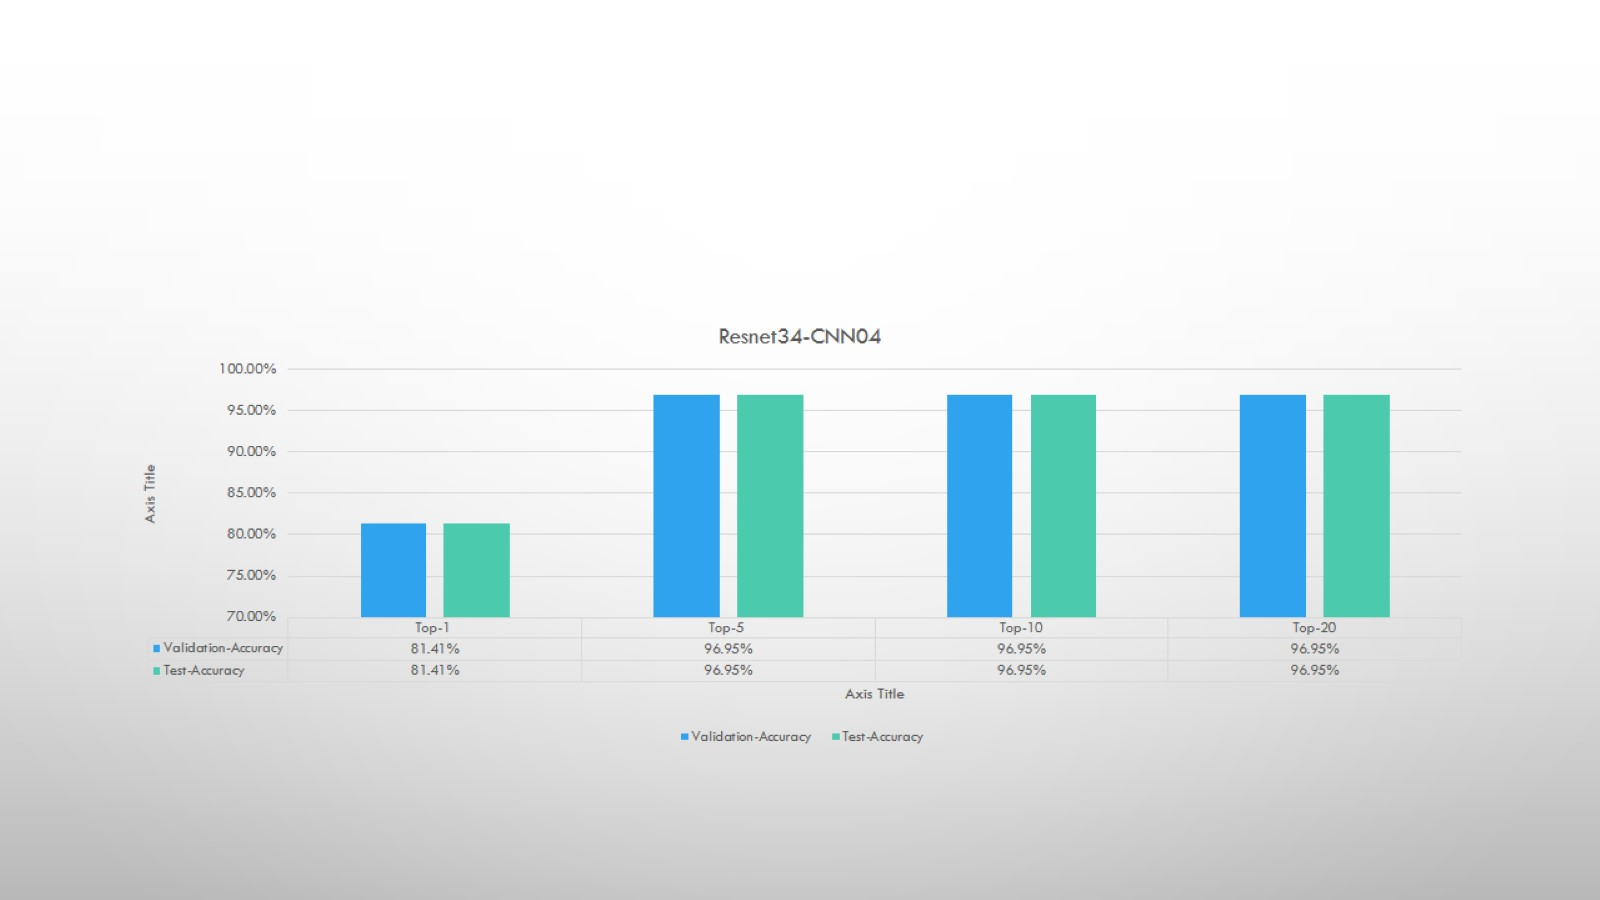 Resnet34-CNN04
100.00%
95.00%
90.00%
85.00%
80.00%
75.00%
70.00%
Axis Title
Top-1 Top-5 Top-10 Top-20
Validation-Accuracy 81.41% 96.95% 96.95% 96.95%
Test-Accuracy 81.41% 96.95% 96.95% 96.95%
Axis Title
Validation-Accuracy Test-Accuracy